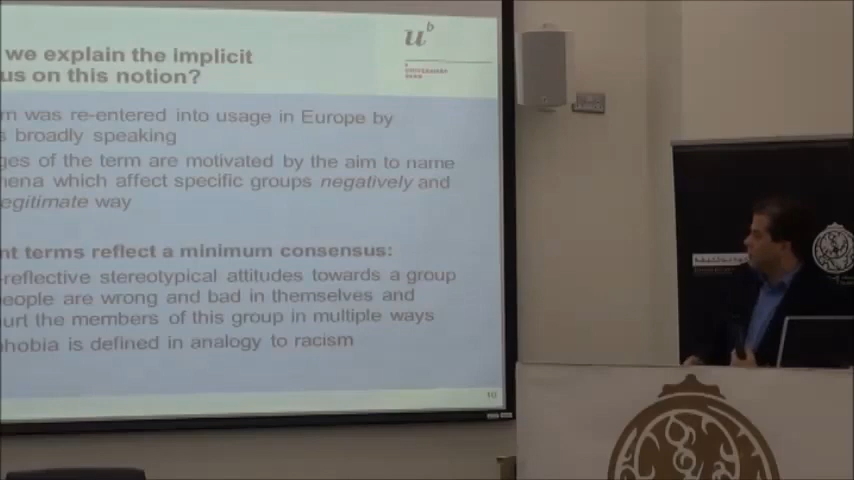 we explain the implicit
us on this notion?
u^b
m was re-entered into usage in Europe by
s broadly speaking
ges of the term are motivated by the aim to name
mena which affect specific groups negatively and
egitimate way
nt terms reflect a minimum consensus:
-reflective stereotypical attitudes towards a group
people are wrong and bad in themselves and
urt the members of this group in multiple ways
phobia is defined in analogy to racism
10